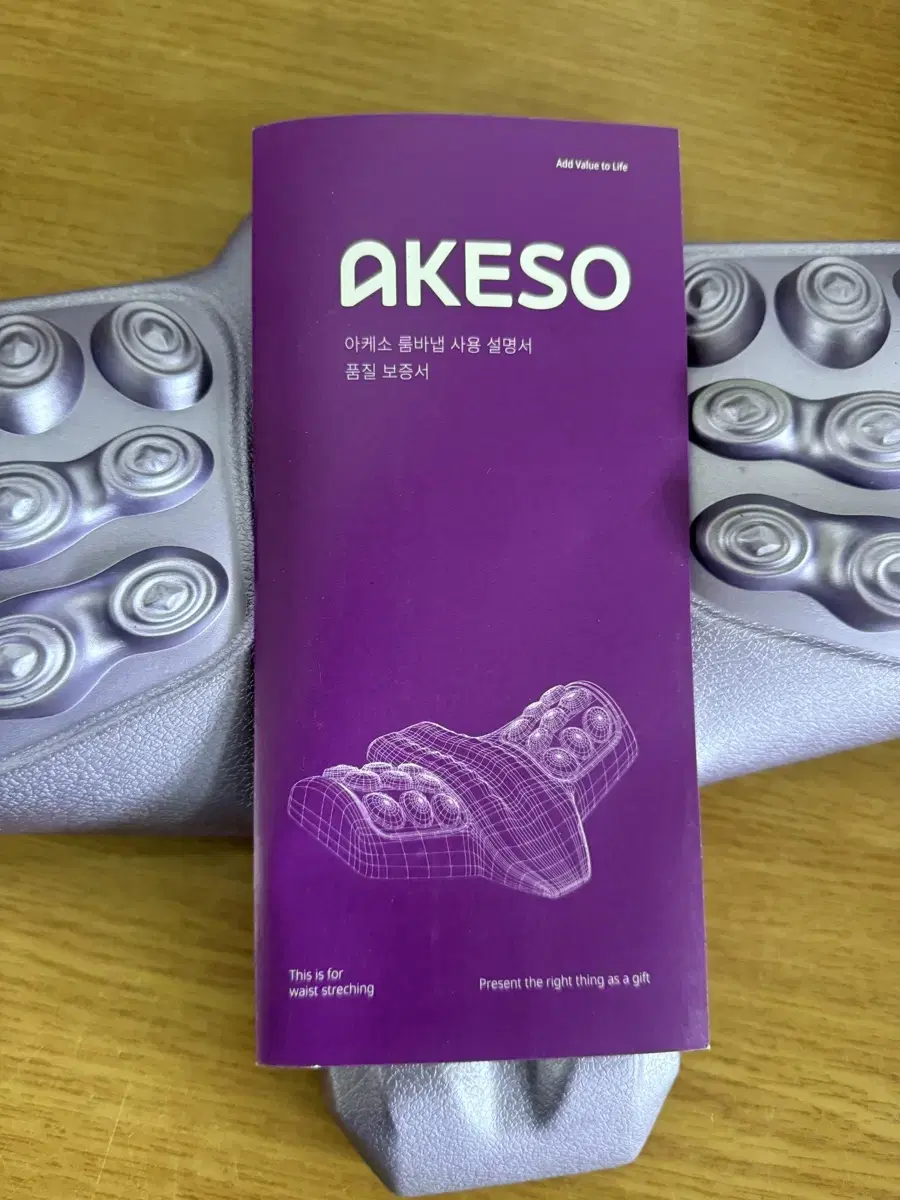 Add Value to Life
AKESO
아케소 룸바냅 사용 설명서
품질 보증서
This is for
waist streching
Present the right thing as a gift